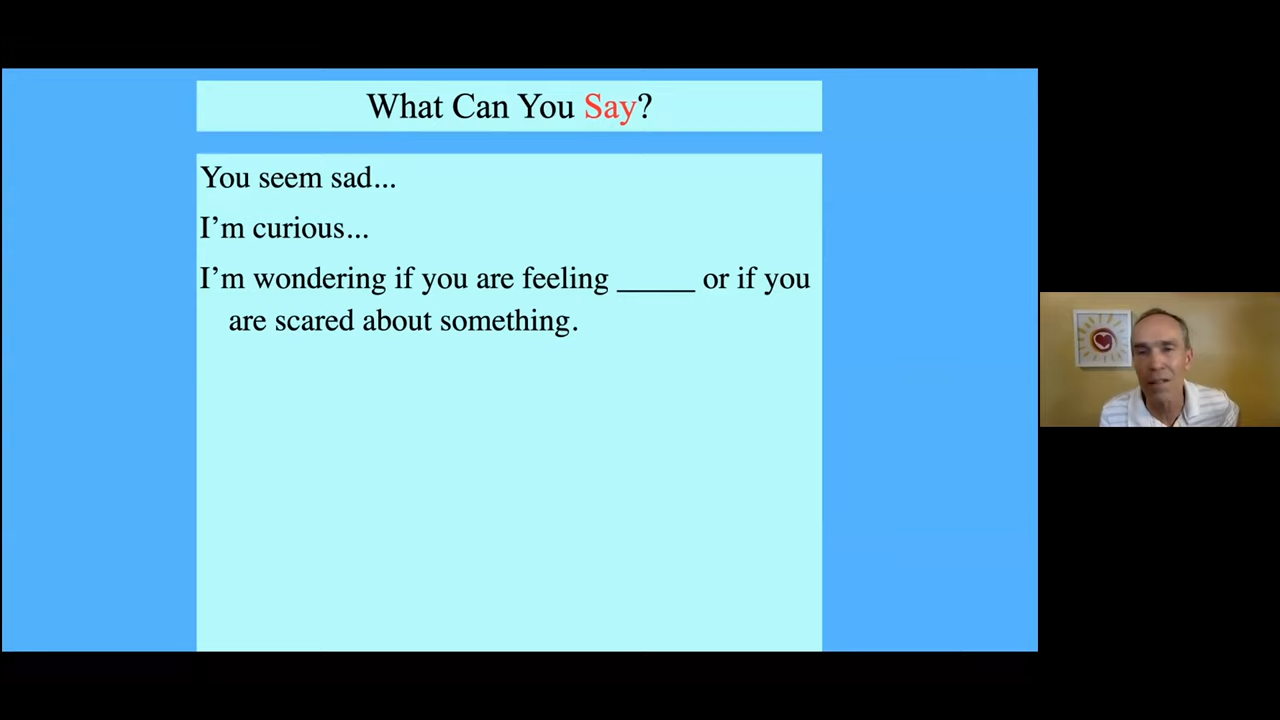 What Can You Say?
You seem sad...
I’m curious...
I’m wondering if you are feeling _____ or if you
are scared about something.